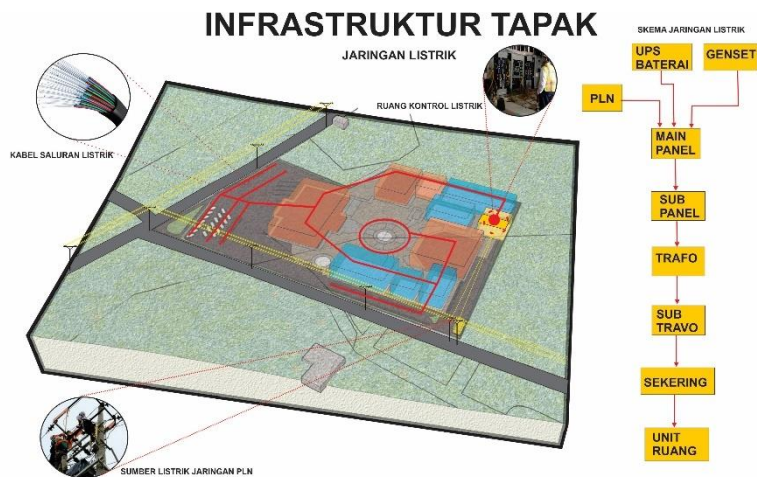 INFRASTRUKTUR TAPAK
JARINGAN LISTRIK
RUANG KONTROL LISTRIK
KABEL SALURAN LISTRIK
SUMBER LISTRIK JARINGAN PLN
SKEMA JARINGAN LISTRIK
UPS
BATERAI
GENSET
PLN
MAIN
PANEL
SUB
PANEL
TRAFO
SUB
TRAVO
SEKERING
UNIT
RUANG